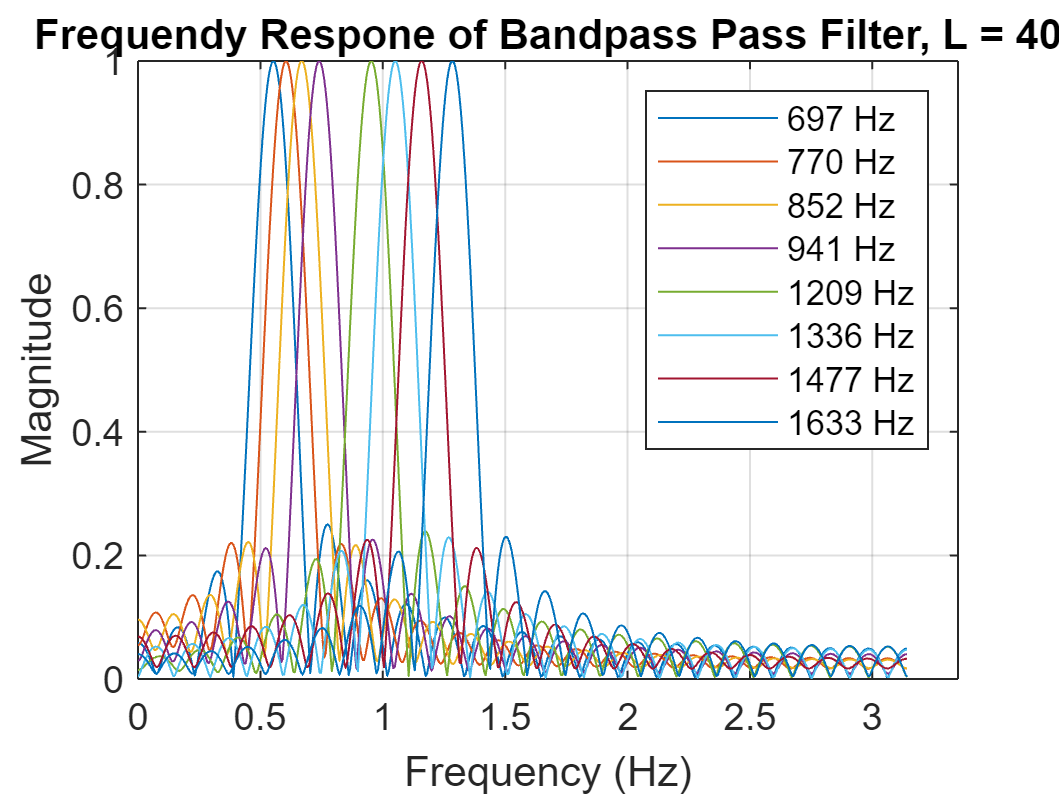 Frequendy Respone of Bandpass Pass Filter, L = 40
1
0.8
0.6
0.4
0.2
0
Magnitude
697 Hz
770 Hz
852 Hz
941 Hz
1209 Hz
1336 Hz
1477 Hz
1633 Hz
0 0.5 1 1.5 2 2.5 3
Frequency (Hz)